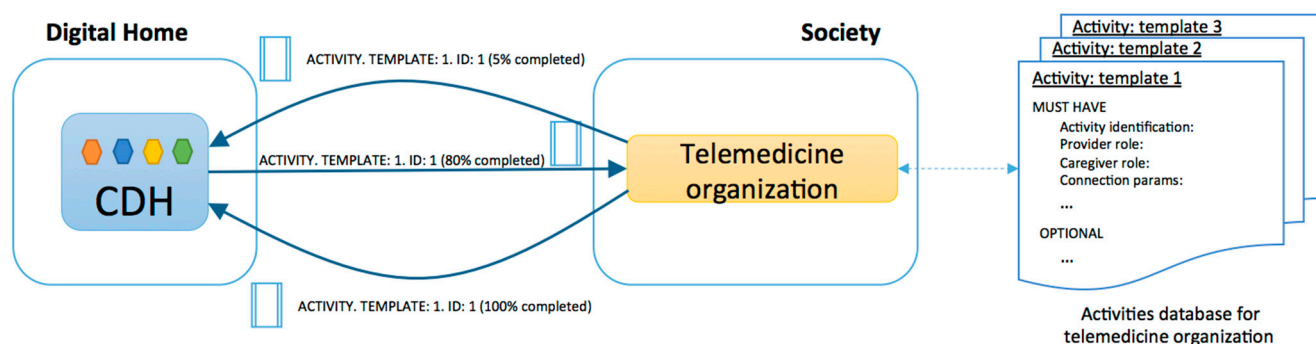 Digital Home
Society
ACTIVITY. TEMPLATE: 1. ID: 1 (5% completed)
ACTIVITY. TEMPLATE: 1. ID: 1 (80% completed)
ACTIVITY. TEMPLATE: 1. ID: 1 (100% completed)
CDH
Telemedicine
organization
Activity: template 3
Activity: template 2
Activity: template 1
MUST HAVE
Activity identification:
Provider role:
Caregiver role:
Connection params:
...
OPTIONAL
...
Activities database for
telemedicine organization